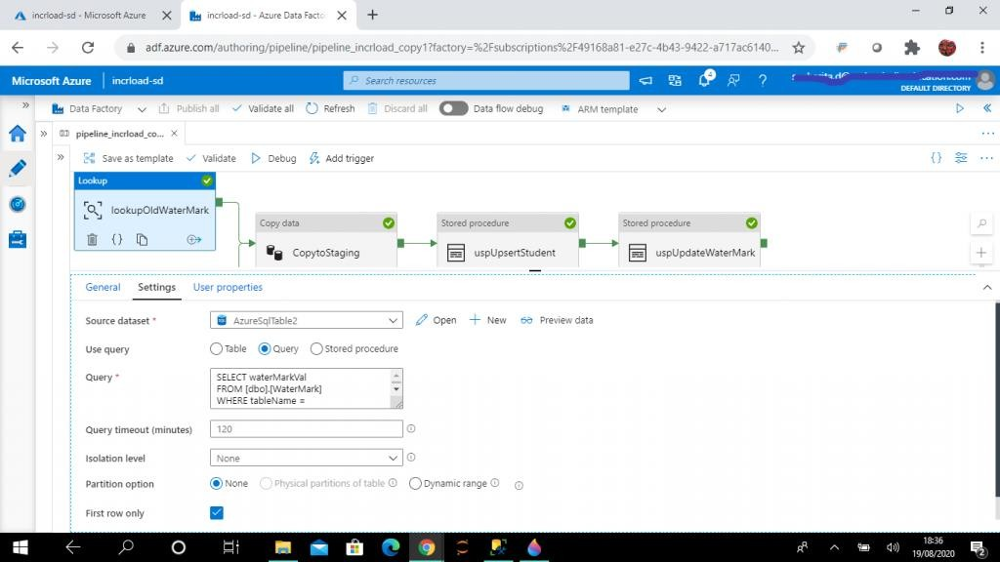 incrload-sd - Microsoft Azure
incrload-sd - Azure Data Facto
adf.azure.com/authoring/pipeline/pipeline_incrload_copy1?factory=%2Fsubscriptions%2F49168a81-e27c-4b43-9422-a717ac6140...
Microsoft Azure
incrload-sd
Search resources
4
DEFAULT DIRECTORY
Data Factory
Publish all
Validate all
Refresh
Discard all
Data flow debug
ARM template
pipeline_incrload_co...
Save as template
Validate
Debug
Add trigger
Lookup
lookupOldWaterMark
Copy data
CopytoStaging
Stored procedure
uspUpsertStudent
Stored procedure
uspUpdateWaterMark
General
Settings
User properties
Source dataset *
AzureSqlTable2
Open
New
Preview data
Use query
Table
Query
Stored procedure
Query *
SELECT waterMarkVal
FROM [dbo].[WaterMark]
WHERE tableName =
Query timeout (minutes)
120
Isolation level
None
Partition option
None
Physical partitions of table
Dynamic range
First row only
18:36
19/08/2020
2